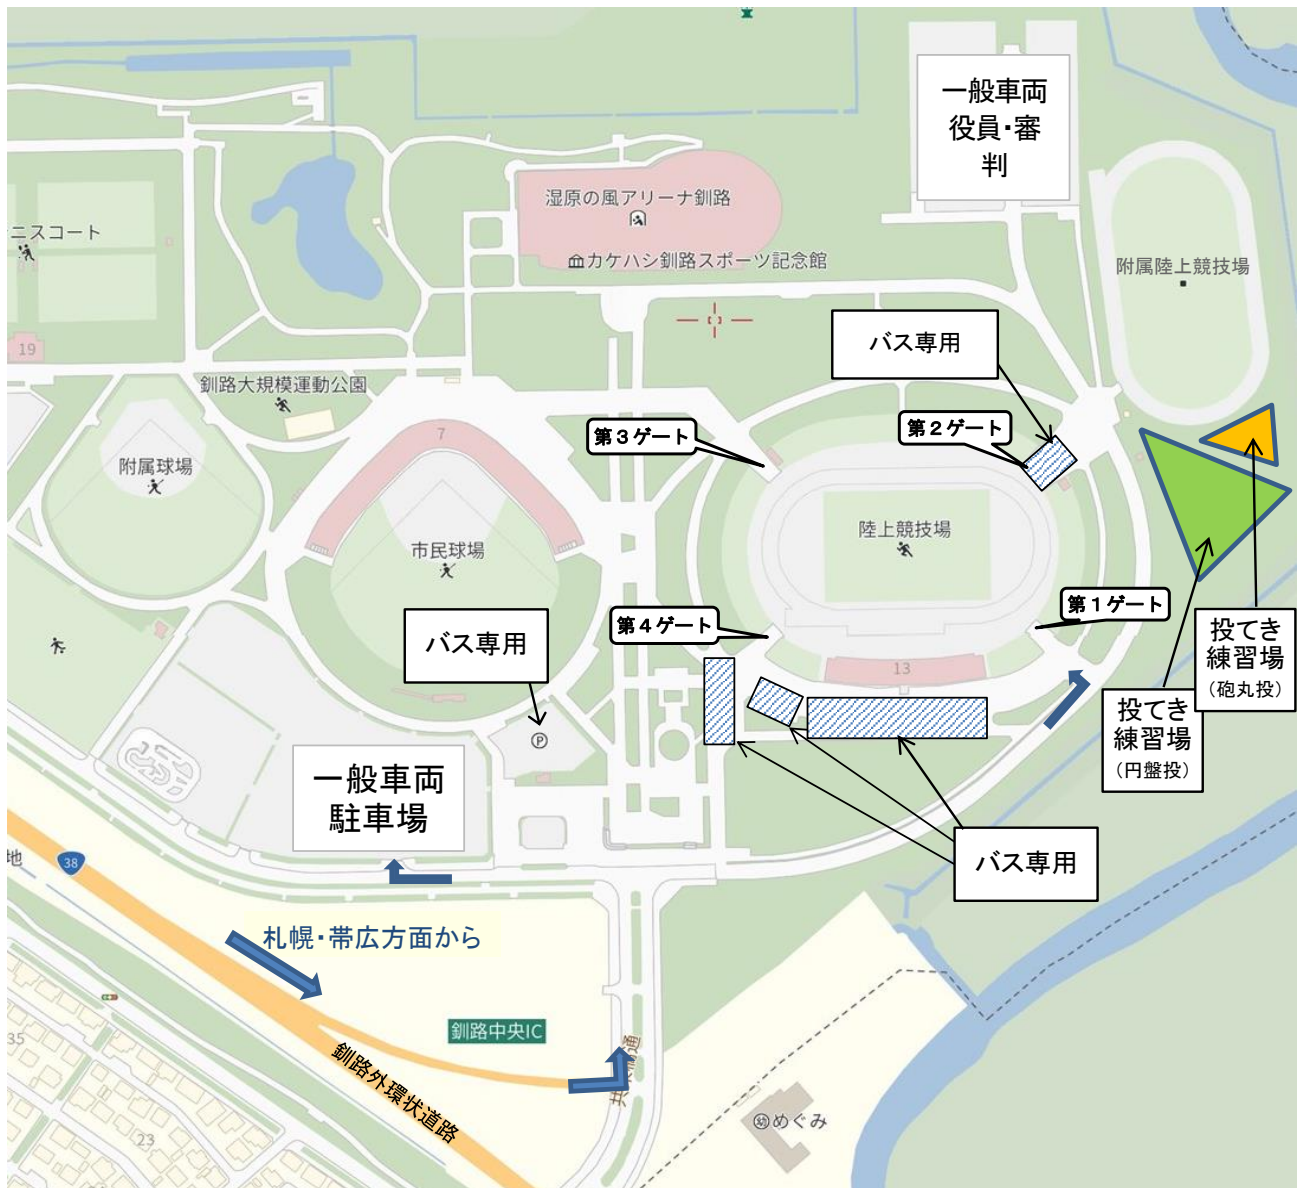 一般車両
役員・審
判
湿原の風アリーナ釧路
カケハシ釧路スポーツ記念館
ニスコート
附属陸上競技場
バス専用
19
釧路大規模運動公園
7
第３ゲート
第２ゲート
附属球場
市民球場
陸上競技場
第１ゲート
第４ゲート
バス専用
13
投てき
練習場
（砲丸投）
投てき
練習場
（円盤投）
P
一般車両
駐車場
バス専用
地
38
札幌・帯広方面から
釧路中央IC
釧路外環状道路
35
23
幼めぐみ